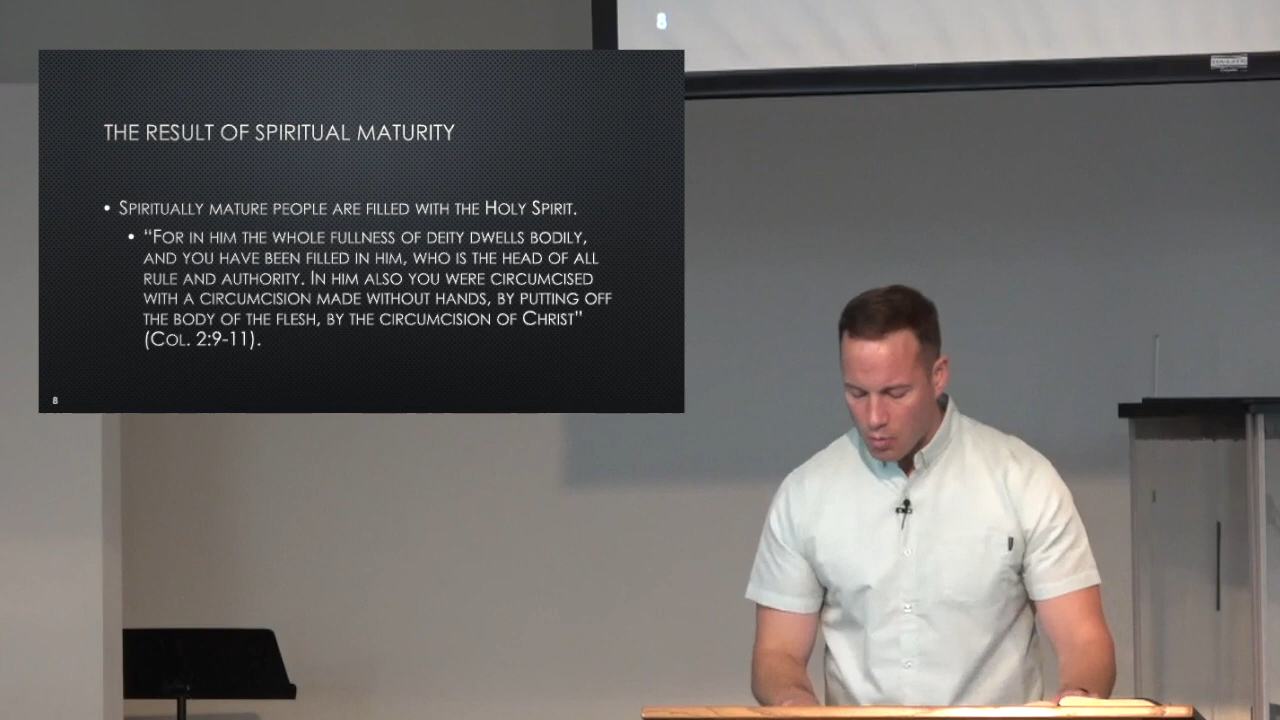 8
THE RESULT OF SPIRITUAL MATURITY
• SPIRITUALLY MATURE PEOPLE ARE FILLED WITH THE HOLY SPIRIT.
• “FOR IN HIM THE WHOLE FULLNESS OF DEITY DWELLS BODILY,
AND YOU HAVE BEEN FILLED IN HIM, WHO IS THE HEAD OF ALL
RULE AND AUTHORITY. IN HIM ALSO YOU WERE CIRCUMCISED
WITH A CIRCUMCISION MADE WITHOUT HANDS, BY PUTTING OFF
THE BODY OF THE FLESH, BY THE CIRCUMCISION OF CHRIST”
(COL. 2:9-11).
8